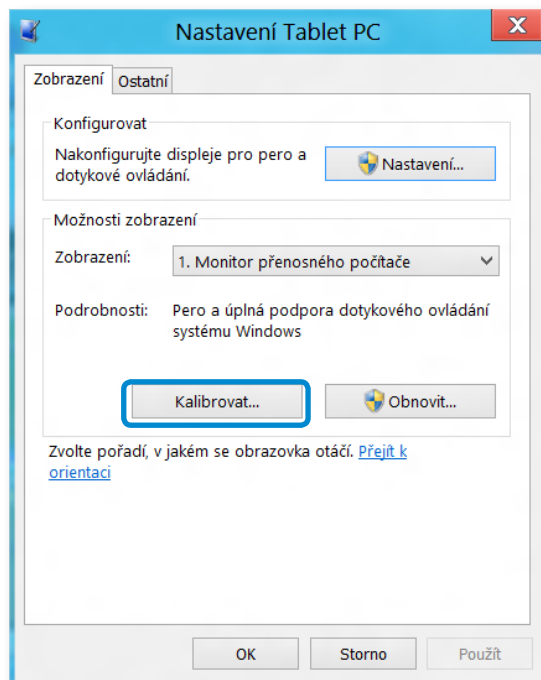 Nastavení Tablet PC
Zobrazení Ostatní
Konfigurovat
Nakonfigurujte displeje pro pero a
dotykové ovládání.
Nastavení...
Možnosti zobrazení
Zobrazení: 1. Monitor přenosného počítače
Podrobnosti: Pero a úplná podpora dotykového ovládání
systému Windows
Kalibrovat... Obnovit...
Zvolte pořadí, v jakém se obrazovka otáčí. Přejít k
orientaci
OK Storno Použít